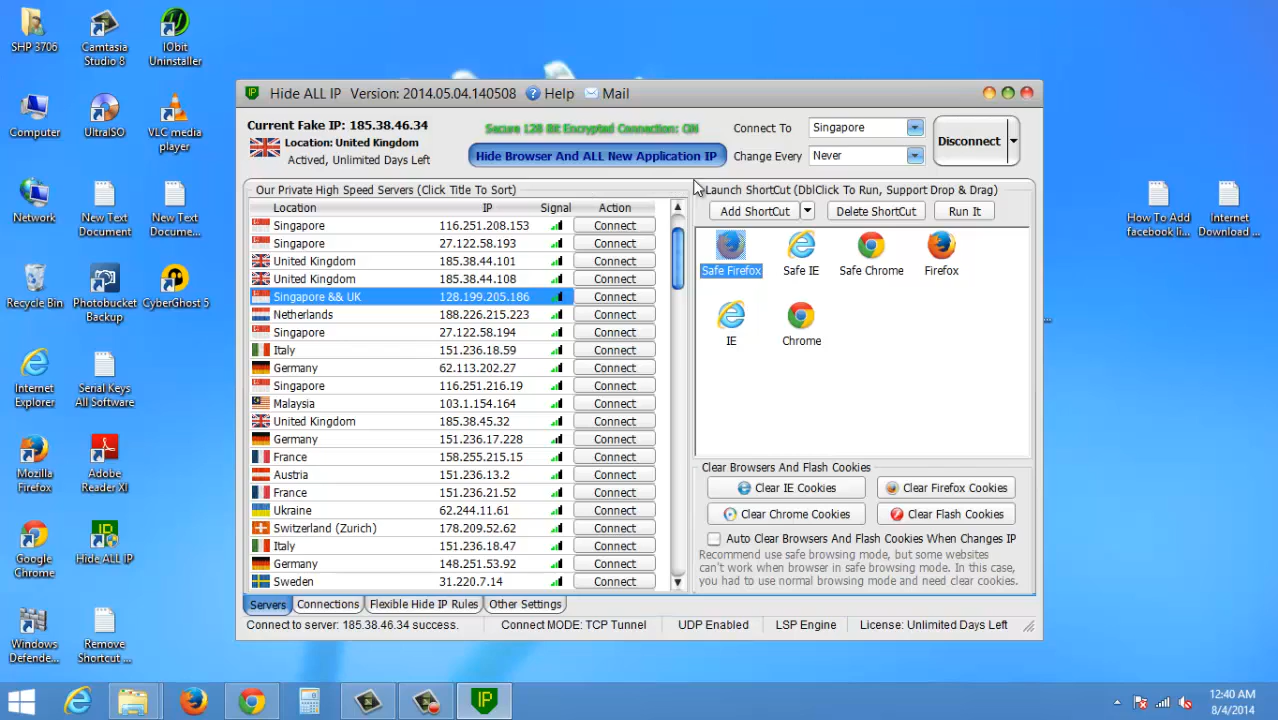 SHP 3706
Camtasia Studio 8
IObit Uninstaller
Computer
UltraISO
VLC media player
Network
New Text Document
New Text Docume...
Recycle Bin
Photobucket Backup
CyberGhost 5
Internet Explorer
Serial Keys All Software
Mozilla Firefox
Adobe Reader XI
Google Chrome
Hide ALL IP
Windows Defende...
Remove Shortcut ...
How To Add facebook li...
Internet Download ...
Hide ALL IP Version: 2014.05.04.140508 Help Mail
Current Fake IP: 185.38.46.34
Location: United Kingdom
Actived, Unlimited Days Left
Secure 128 Bit Encrypted Connection: ON
Hide Browser And ALL New Application IP
Connect To Singapore
Change Every Never
Disconnect
Our Private High Speed Servers (Click Title To Sort)
Location IP Signal Action
Singapore 116.251.208.153 Connect
Singapore 27.122.58.193 Connect
United Kingdom 185.38.44.101 Connect
United Kingdom 185.38.44.108 Connect
Singapore && UK 128.199.205.186 Connect
Netherlands 188.226.215.223 Connect
Singapore 27.122.58.194 Connect
Italy 151.236.18.59 Connect
Germany 62.113.202.27 Connect
Singapore 116.251.216.19 Connect
Malaysia 103.1.154.164 Connect
United Kingdom 185.38.45.32 Connect
Germany 151.236.17.228 Connect
France 158.255.215.15 Connect
Austria 151.236.13.2 Connect
France 151.236.21.52 Connect
Ukraine 62.244.11.61 Connect
Switzerland (Zurich) 178.209.52.62 Connect
Italy 151.236.18.47 Connect
Germany 148.251.53.92 Connect
Sweden 31.220.7.14 Connect
Launch ShortCut (DblClick To Run, Support Drop & Drag)
Add ShortCut Delete ShortCut Run It
Safe Firefox Safe IE Safe Chrome Firefox
IE Chrome
Clear Browsers And Flash Cookies
Clear IE Cookies Clear Firefox Cookies
Clear Chrome Cookies Clear Flash Cookies
Auto Clear Browsers And Flash Cookies When Changes IP
Recommend use safe browsing mode, but some websites
can't work when browser in safe browsing mode. In this case,
you had to use normal browsing mode and need clear cookies.
Servers Connections Flexible Hide IP Rules Other Settings
Connect to server: 185.38.46.34 success. Connect MODE: TCP Tunnel UDP Enabled LSP Engine License: Unlimited Days Left
IP
12:40 AM
8/4/2014